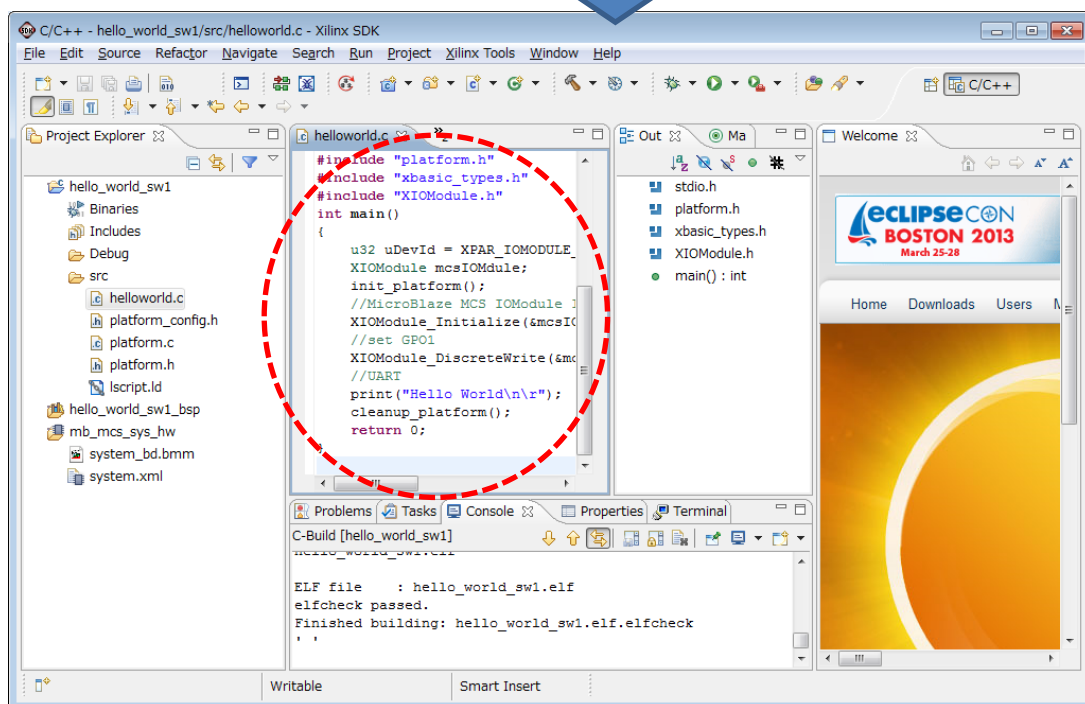 C/C++ - hello_world_sw1/src/helloworld.c - Xilinx SDK
File Edit Source Refactor Navigate Search Run Project Xilinx Tools Window Help
C/C++
Project Explorer
hello_world_sw1
Binaries
Includes
Debug
src
helloworld.c
platform_config.h
platform.c
platform.h
lscript.ld
hello_world_sw1_bsp
mb_mcs_sys_hw
system_bd.bmm
system.xml
helloworld.c
#include "platform.h"
#include "xbasic_types.h"
#include "XIOModule.h"
int main()
{
u32 uDevId = XPAR_IOMODULE_
XIOModule mcsIOMdule;
init_platform();
//MicroBlaze MCS IOModule I
XIOModule_Initialize(&mcsIO
//set GPO1
XIOModule_DiscreteWrite(&mc
//UART
print("Hello World\n\r");
cleanup_platform();
return 0;
}
Out Ma
stdio.h
platform.h
xbasic_types.h
XIOModule.h
main() : int
Welcome
eCLIPSECON
BOSTON 2013
March 25-28
Home Downloads Users
Problems Tasks Console Properties Terminal
C-Build [hello_world_sw1]
hello_world_sw1.elf
ELF file : hello_world_sw1.elf
elfcheck passed.
Finished building: hello_world_sw1.elf.elfcheck
' '
Writable Smart Insert